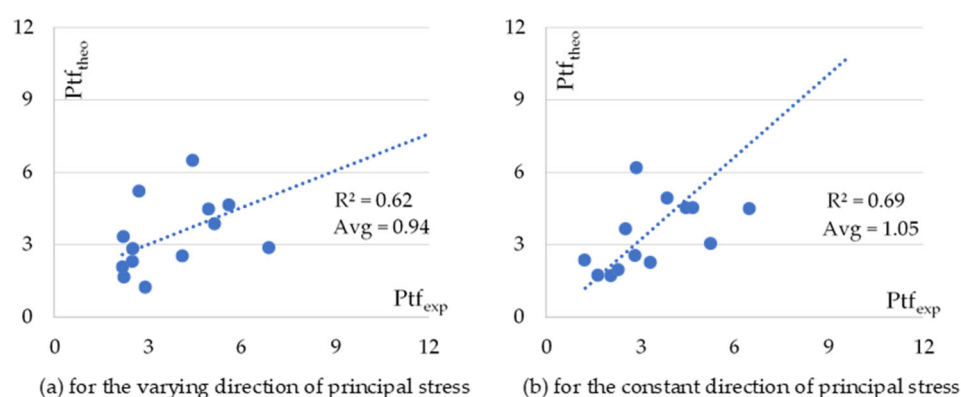 12
Ptf_theo
9
6
R² = 0.62
Avg = 0.94
3
Ptf_exp
0
0 3 6 9 12
(a) for the varying direction of principal stress
12
Ptf_theo
9
6
R² = 0.69
Avg = 1.05
3
Ptf_exp
0
0 3 6 9 12
(b) for the constant direction of principal stress